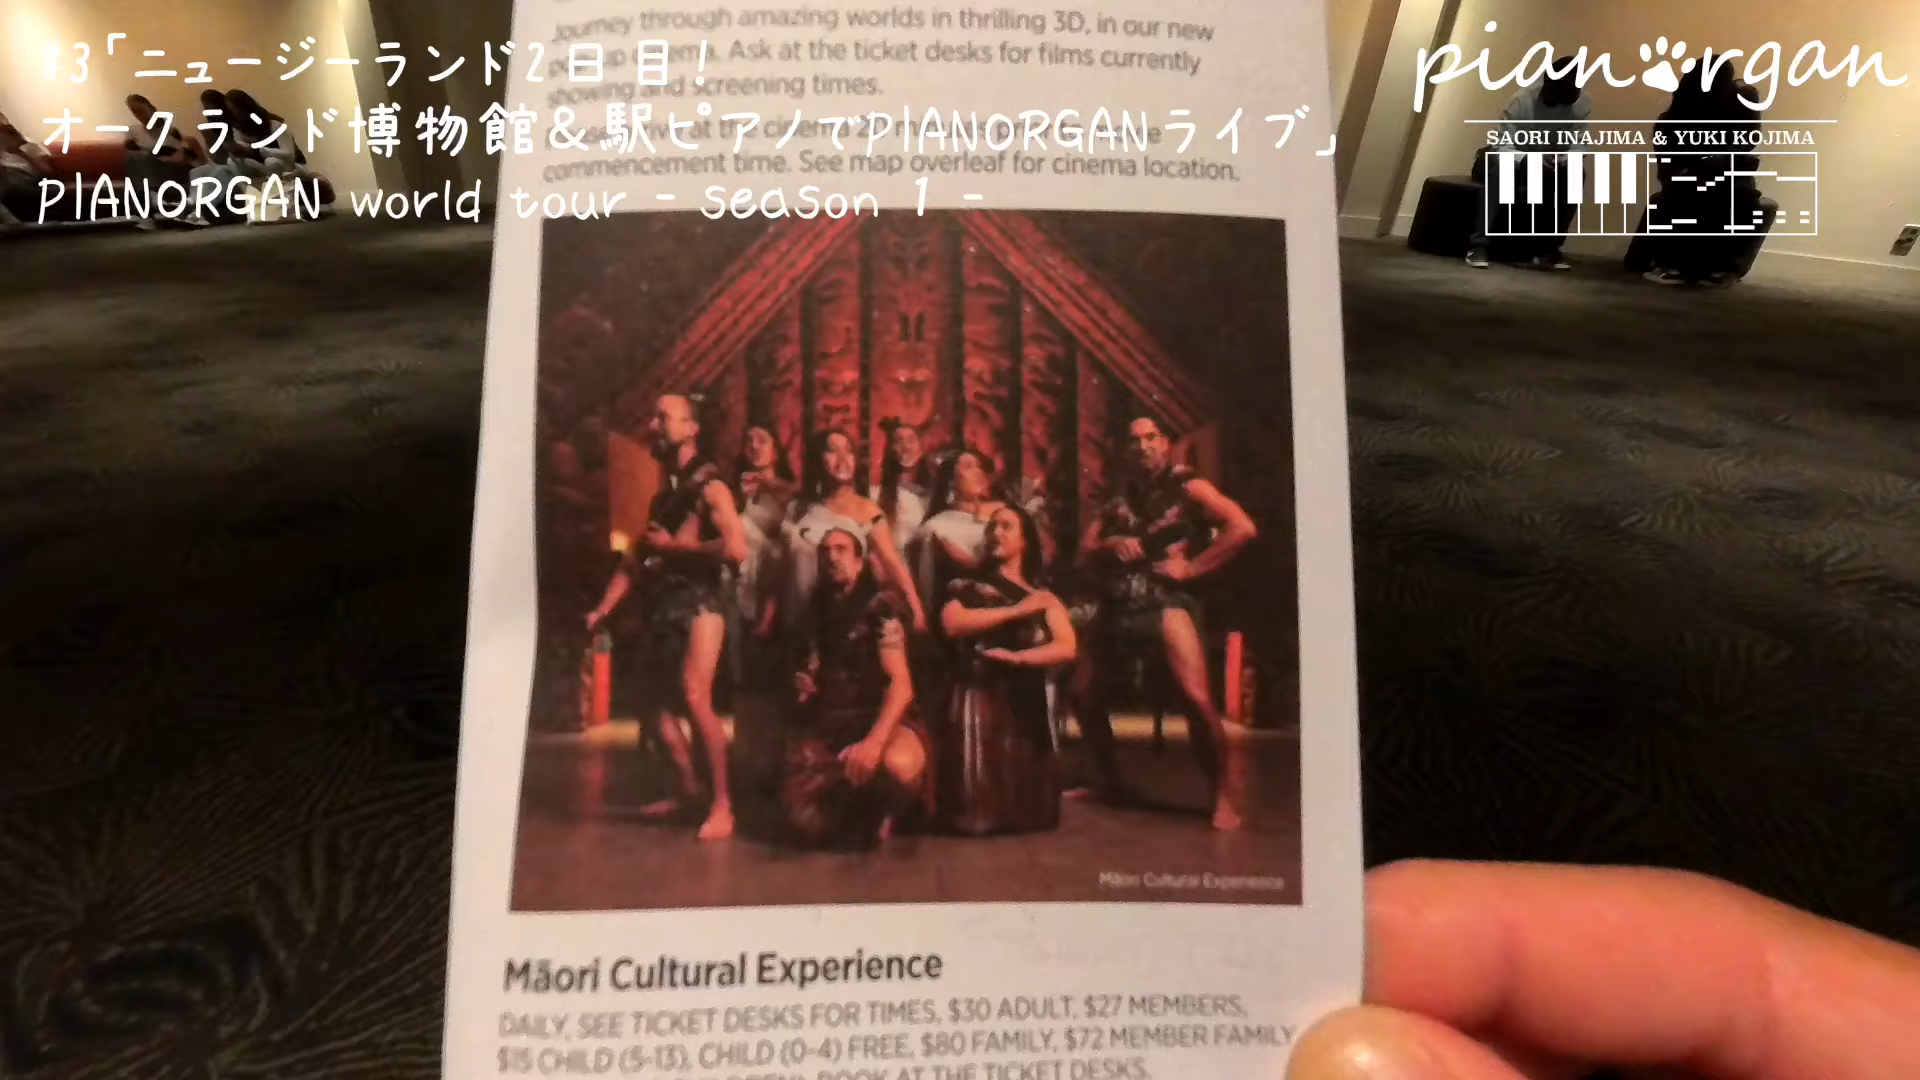 #3「ニュージーランド2日目！
オークランド博物館&駅ピアノでPIANORGANライブ」
PIANORGAN world tour - season 1 -
pianorgan
SAORI INAJIMA & YUKI KOJIMA
Journey through amazing worlds in thrilling 3D, in our new
Ask at the ticket desks for films currently
showing and screening times.
at the cinema
commencement time. See map overleaf for cinema location.
Māori Cultural Experience
Māori Cultural Experience
DAILY, SEE TICKET DESKS FOR TIMES, $30 ADULT, $27 MEMBERS,
$15 CHILD (5-13), CHILD (0-4) FREE, $80 FAMILY, $72 MEMBER FAMILY
BOOK AT THE TICKET DESKS.